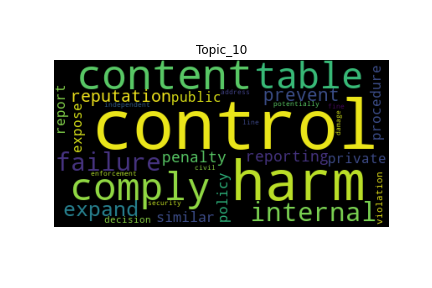 Topic_10
content table
reputation public prevent
address
independent potentially
report expose control line damage procedure
line
failure penalty reporting private
civil
comply harm
enforcement
security
expand policy internal violation
decision similar